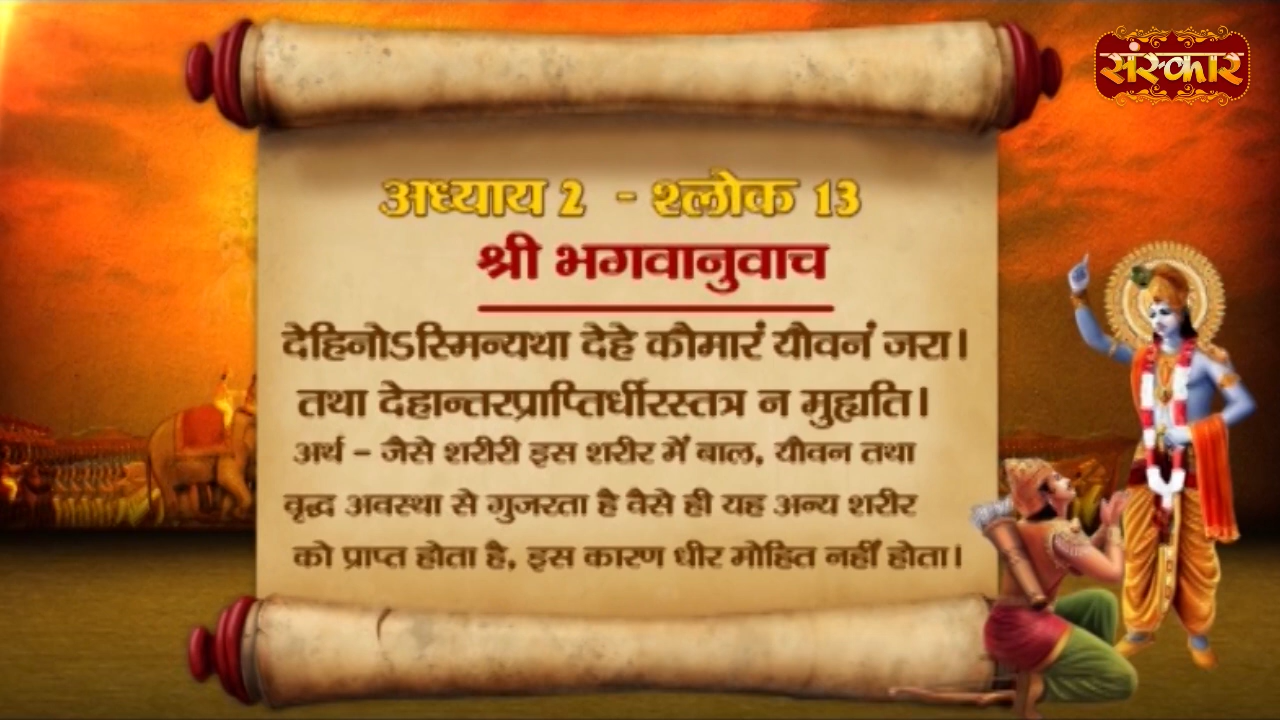 संस्कार
अध्याय 2 - श्लोक 13
श्री भगवानुवाच
देहिनोऽस्मिन्यथा देहे कौमारं यौवनं जरा।
तथा देहान्तरप्राप्तिर्धीरस्तत्र न मुह्यति।
अर्थ - जैसे शरीरी इस शरीर में बाल, यौवन तथा
वृद्ध अवस्था से गुजरता है वैसे ही यह अन्य शरीर
को प्राप्त होता है, इस कारण धीर मोहित नहीं होता।